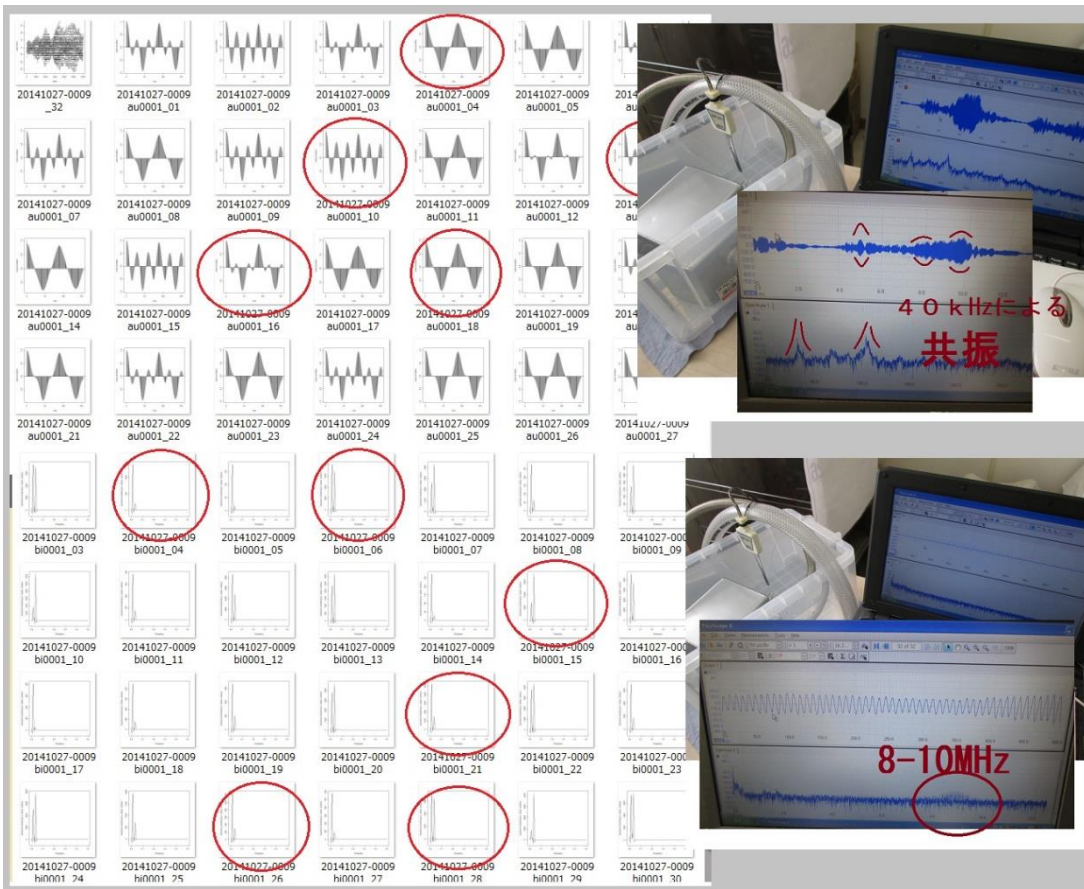 20141027-0009
_32
20141027-0009
au0001_01
20141027-0009
au0001_02
20141027-0009
au0001_03
20141027-0009
au0001_04
20141027-0009
au0001_05
20141027-0009
au0001_07
20141027-0009
au0001_08
20141027-0009
au0001_09
20141027-0009
au0001_10
20141027-0009
au0001_11
20141027-0009
au0001_12
20141027-0009
au0001_14
20141027-0009
au0001_15
20141027-0009
au0001_16
20141027-0009
au0001_17
20141027-0009
au0001_18
20141027-0009
au0001_19
20141027-0009
au0001_21
20141027-0009
au0001_22
20141027-0009
au0001_23
20141027-0009
au0001_24
20141027-0009
au0001_25
20141027-0009
au0001_26
20141027-0009
au0001_27
20141027-0009
bi0001_03
20141027-0009
bi0001_04
20141027-0009
bi0001_05
20141027-0009
bi0001_06
20141027-0009
bi0001_07
20141027-0009
bi0001_08
20141027-000
bi0001_09
20141027-0009
bi0001_10
20141027-0009
bi0001_11
20141027-0009
bi0001_12
20141027-0009
bi0001_13
20141027-0009
bi0001_14
20141027-0009
bi0001_15
20141027-000
bi0001_16
20141027-0009
bi0001_17
20141027-0009
bi0001_18
20141027-0009
bi0001_19
20141027-0009
bi0001_20
20141027-0009
bi0001_21
20141027-0009
bi0001_22
20141027-000
bi0001_23
20141027-0009
bi0001_24
20141027-0009
bi0001_25
20141027-0009
bi0001_26
20141027-0009
bi0001_27
20141027-0009
bi0001_28
20141027-0009
bi0001_29
20141027-0009
bi0001_30
40kHzによる
共振
8-10MHz